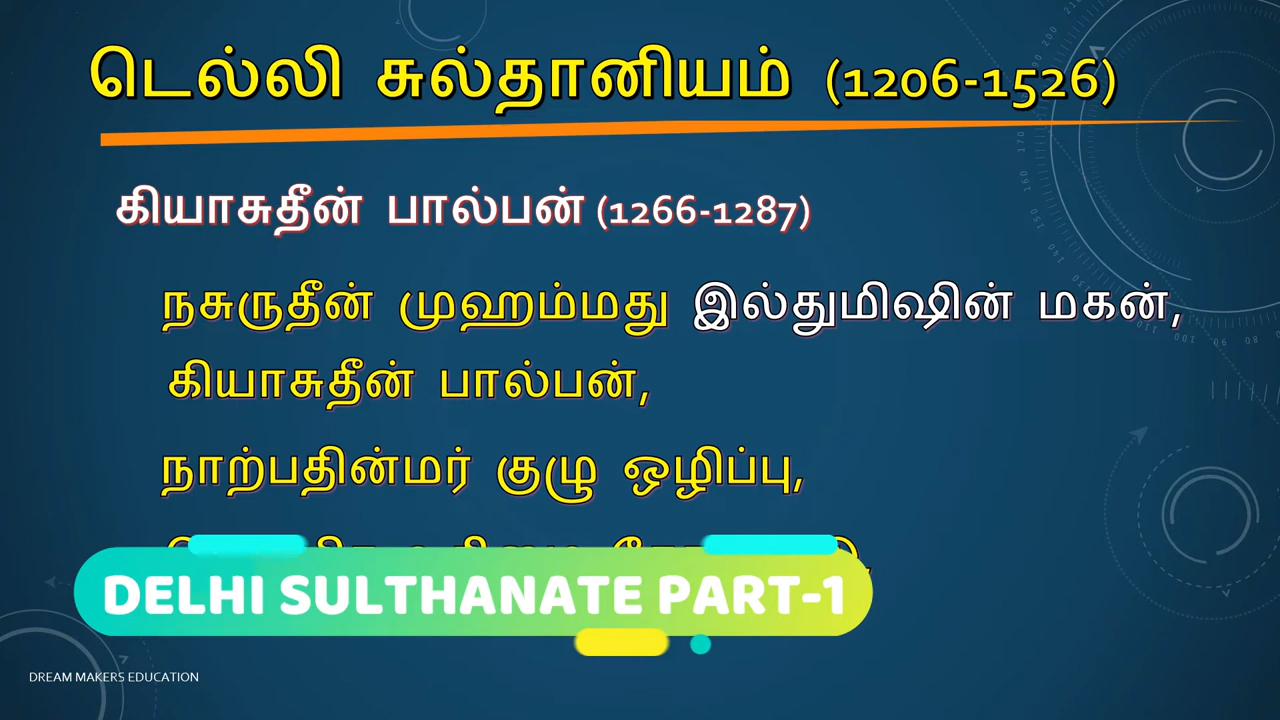 டெல்லி சுல்தானியம் (1206-1526)
கியாசுதீன் பால்பன் (1266-1287)
நசுருதீன் முஹம்மது இல்துமிஷின் மகன்,
கியாசுதீன் பால்பன்,
நாற்பதின்மர் குழு ஒழிப்பு,
DELHI SULTHANATE PART-1
DREAM MAKERS EDUCATION